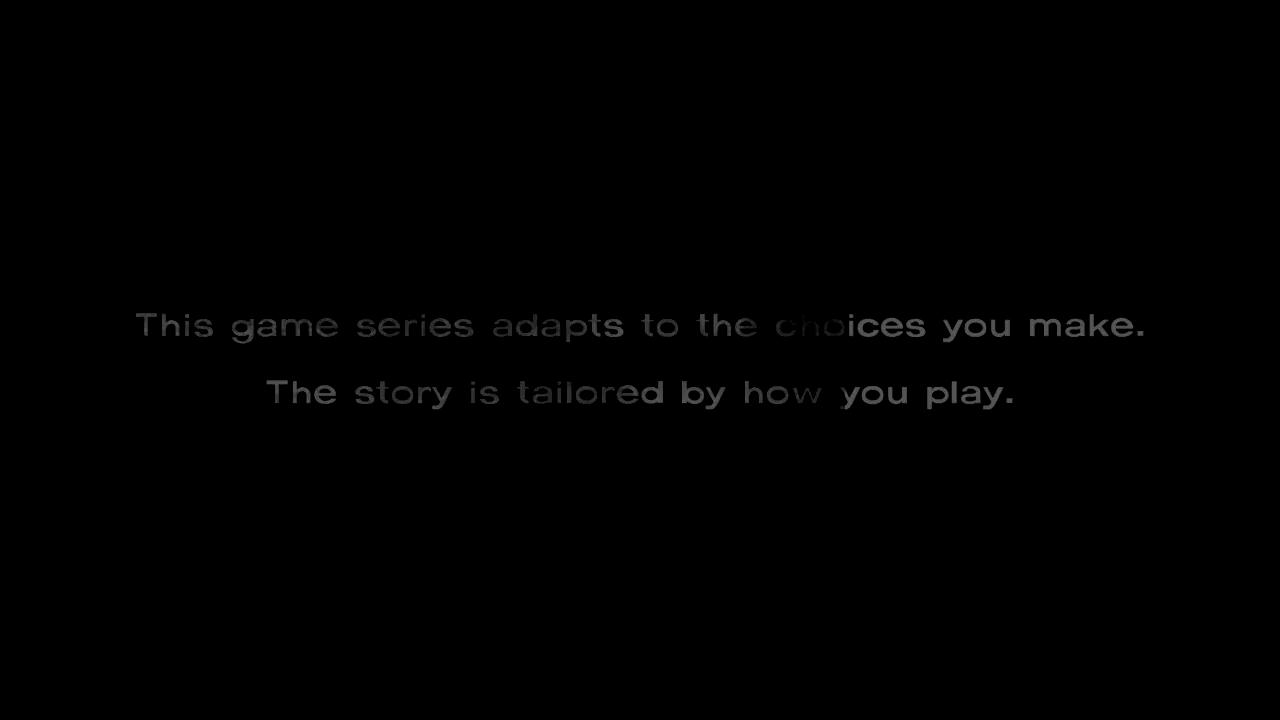 This game series adapts to the choices you make.
The story is tailored by how you play.